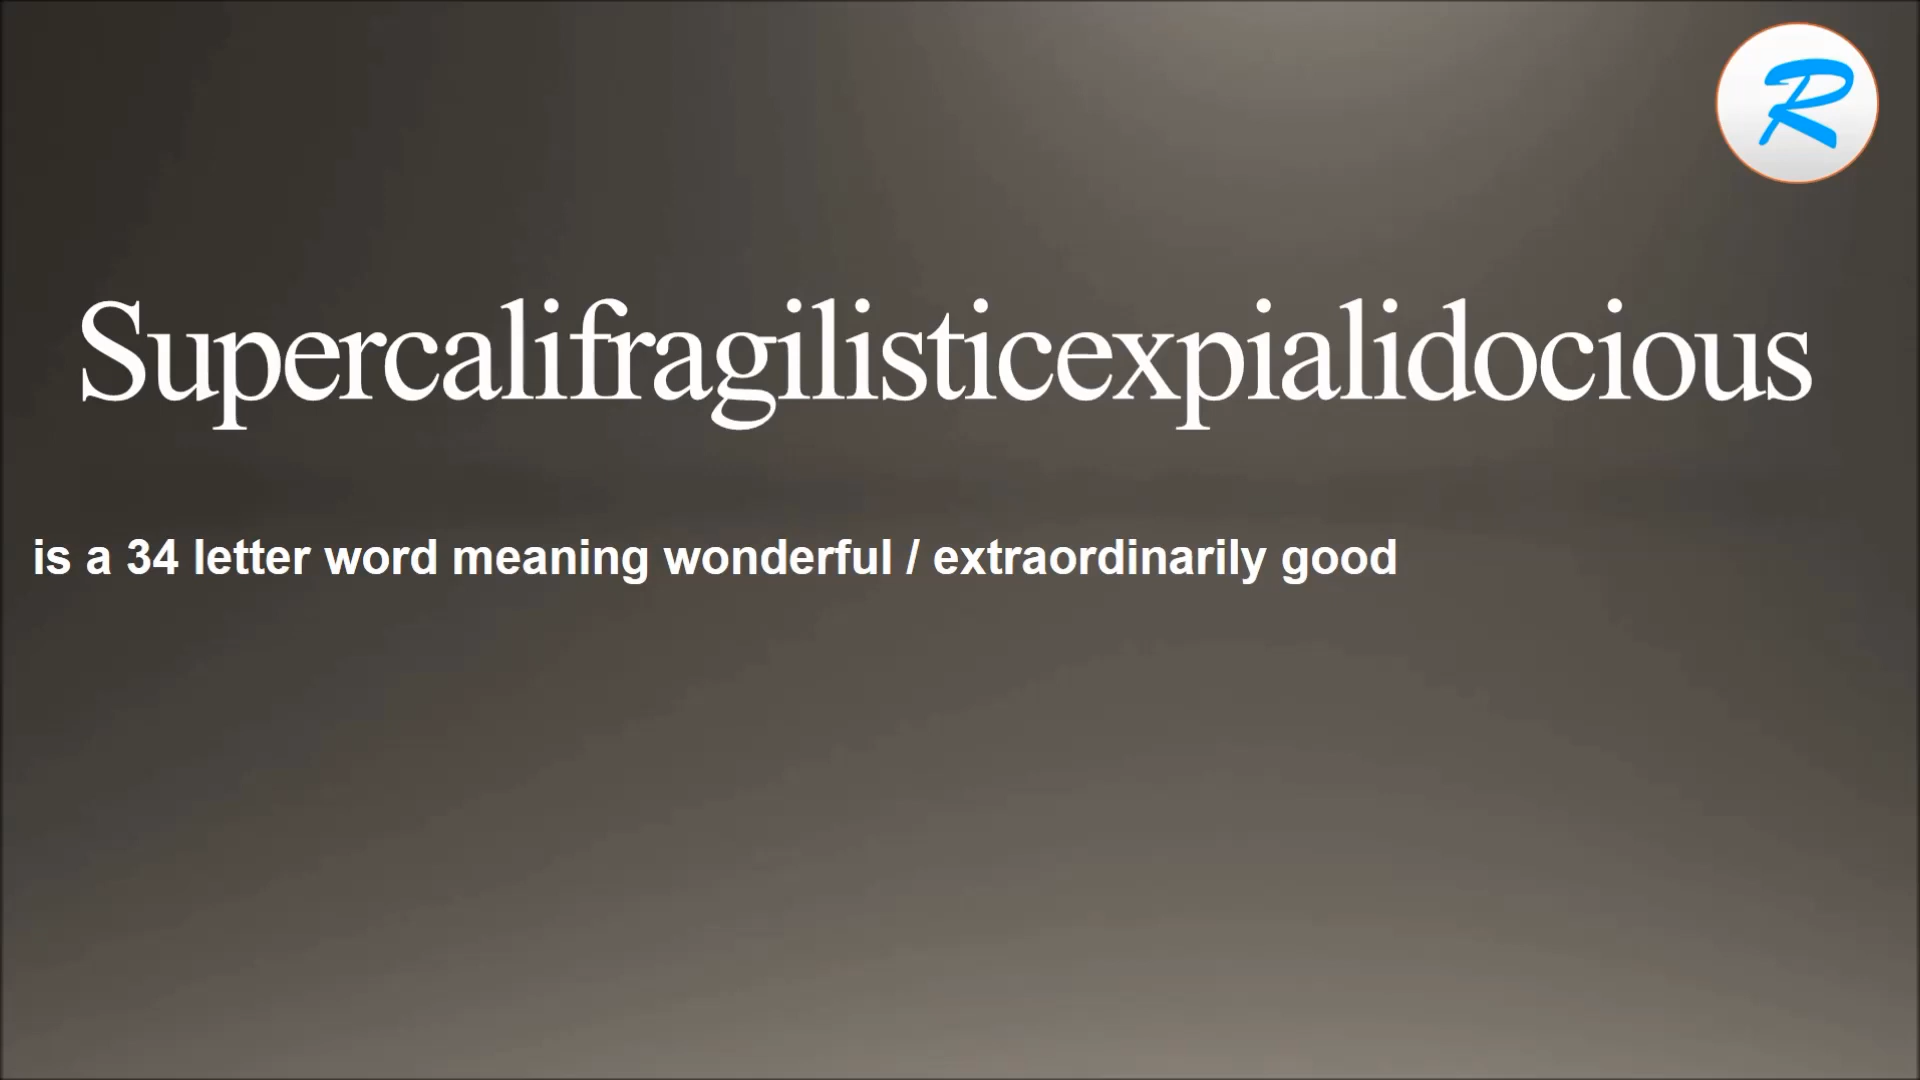 R
Supercalifragilisticexpialidocious
is a 34 letter word meaning wonderful / extraordinarily good